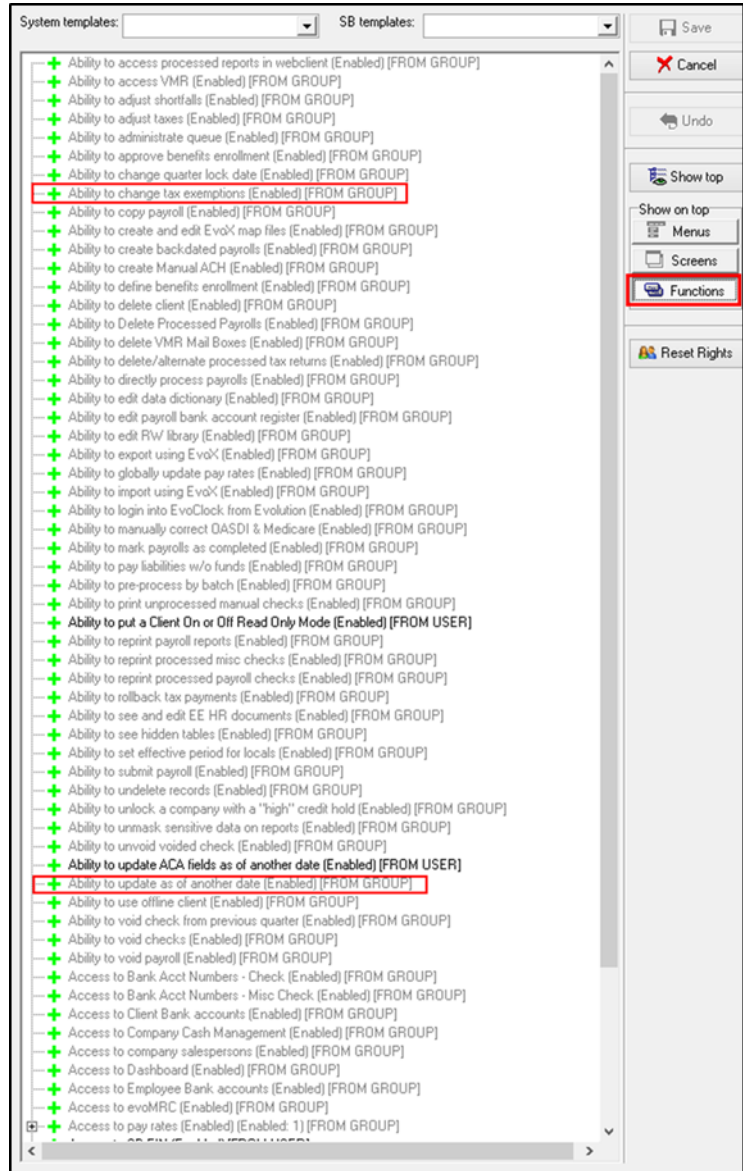 System templates: SB templates:
Save
Cancel
Undo
Show top
Show on top
Menus
Screens
Functions
Reset Rights
Ability to access processed reports in webclient (Enabled) [FROM GROUP]
Ability to access VMR (Enabled) [FROM GROUP]
Ability to adjust shortfalls (Enabled) [FROM GROUP]
Ability to adjust taxes (Enabled) [FROM GROUP]
Ability to administrate queue (Enabled) [FROM GROUP]
Ability to approve benefits enrollment (Enabled) [FROM GROUP]
Ability to change quarter lock date (Enabled) [FROM GROUP]
Ability to change tax exemptions (Enabled) [FROM GROUP]
Ability to copy payroll (Enabled) [FROM GROUP]
Ability to create and edit EvoX map files (Enabled) [FROM GROUP]
Ability to create backdated payrolls (Enabled) [FROM GROUP]
Ability to create Manual ACH (Enabled) [FROM GROUP]
Ability to define benefits enrollment (Enabled) [FROM GROUP]
Ability to delete client (Enabled) [FROM GROUP]
Ability to Delete Processed Payrolls (Enabled) [FROM GROUP]
Ability to delete VMR Mail Boxes (Enabled) [FROM GROUP]
Ability to delete/alternate processed tax returns (Enabled) [FROM GROUP]
Ability to directly process payrolls (Enabled) [FROM GROUP]
Ability to edit data dictionary (Enabled) [FROM GROUP]
Ability to edit payroll bank account register (Enabled) [FROM GROUP]
Ability to edit RW library (Enabled) [FROM GROUP]
Ability to export using EvoX (Enabled) [FROM GROUP]
Ability to globally update pay rates (Enabled) [FROM GROUP]
Ability to import using EvoX (Enabled) [FROM GROUP]
Ability to login into EvoClock from Evolution (Enabled) [FROM GROUP]
Ability to manually correct OASDI & Medicare (Enabled) [FROM GROUP]
Ability to mark payrolls as completed (Enabled) [FROM GROUP]
Ability to pay liabilities w/o funds (Enabled) [FROM GROUP]
Ability to pre-process by batch (Enabled) [FROM GROUP]
Ability to print unprocessed manual checks (Enabled) [FROM GROUP]
Ability to put a Client On or Off Read Only Mode (Enabled) [FROM USER]
Ability to reprint payroll reports (Enabled) [FROM GROUP]
Ability to reprint processed misc checks (Enabled) [FROM GROUP]
Ability to reprint processed payroll checks (Enabled) [FROM GROUP]
Ability to rollback tax payments (Enabled) [FROM GROUP]
Ability to see and edit EE HR documents (Enabled) [FROM GROUP]
Ability to see hidden tables (Enabled) [FROM GROUP]
Ability to set effective period for locals (Enabled) [FROM GROUP]
Ability to submit payroll (Enabled) [FROM GROUP]
Ability to undelete records (Enabled) [FROM GROUP]
Ability to unlock a company with a "high" credit hold (Enabled) [FROM GROUP]
Ability to unmask sensitive data on reports (Enabled) [FROM GROUP]
Ability to unvoid voided check (Enabled) [FROM GROUP]
Ability to update ACA fields as of another date (Enabled) [FROM USER]
Ability to update as of another date (Enabled) [FROM GROUP]
Ability to use offline client (Enabled) [FROM GROUP]
Ability to void check from previous quarter (Enabled) [FROM GROUP]
Ability to void checks (Enabled) [FROM GROUP]
Ability to void payroll (Enabled) [FROM GROUP]
Access to Bank Acct Numbers - Check (Enabled) [FROM GROUP]
Access to Bank Acct Numbers - Misc Check (Enabled) [FROM GROUP]
Access to Client Bank accounts (Enabled) [FROM GROUP]
Access to Company Cash Management (Enabled) [FROM GROUP]
Access to company salespersons (Enabled) [FROM GROUP]
Access to Dashboard (Enabled) [FROM GROUP]
Access to Employee Bank accounts (Enabled) [FROM GROUP]
Access to evoMRC (Enabled) [FROM GROUP]
Access to pay rates (Enabled) (Enabled: 1) [FROM GROUP]